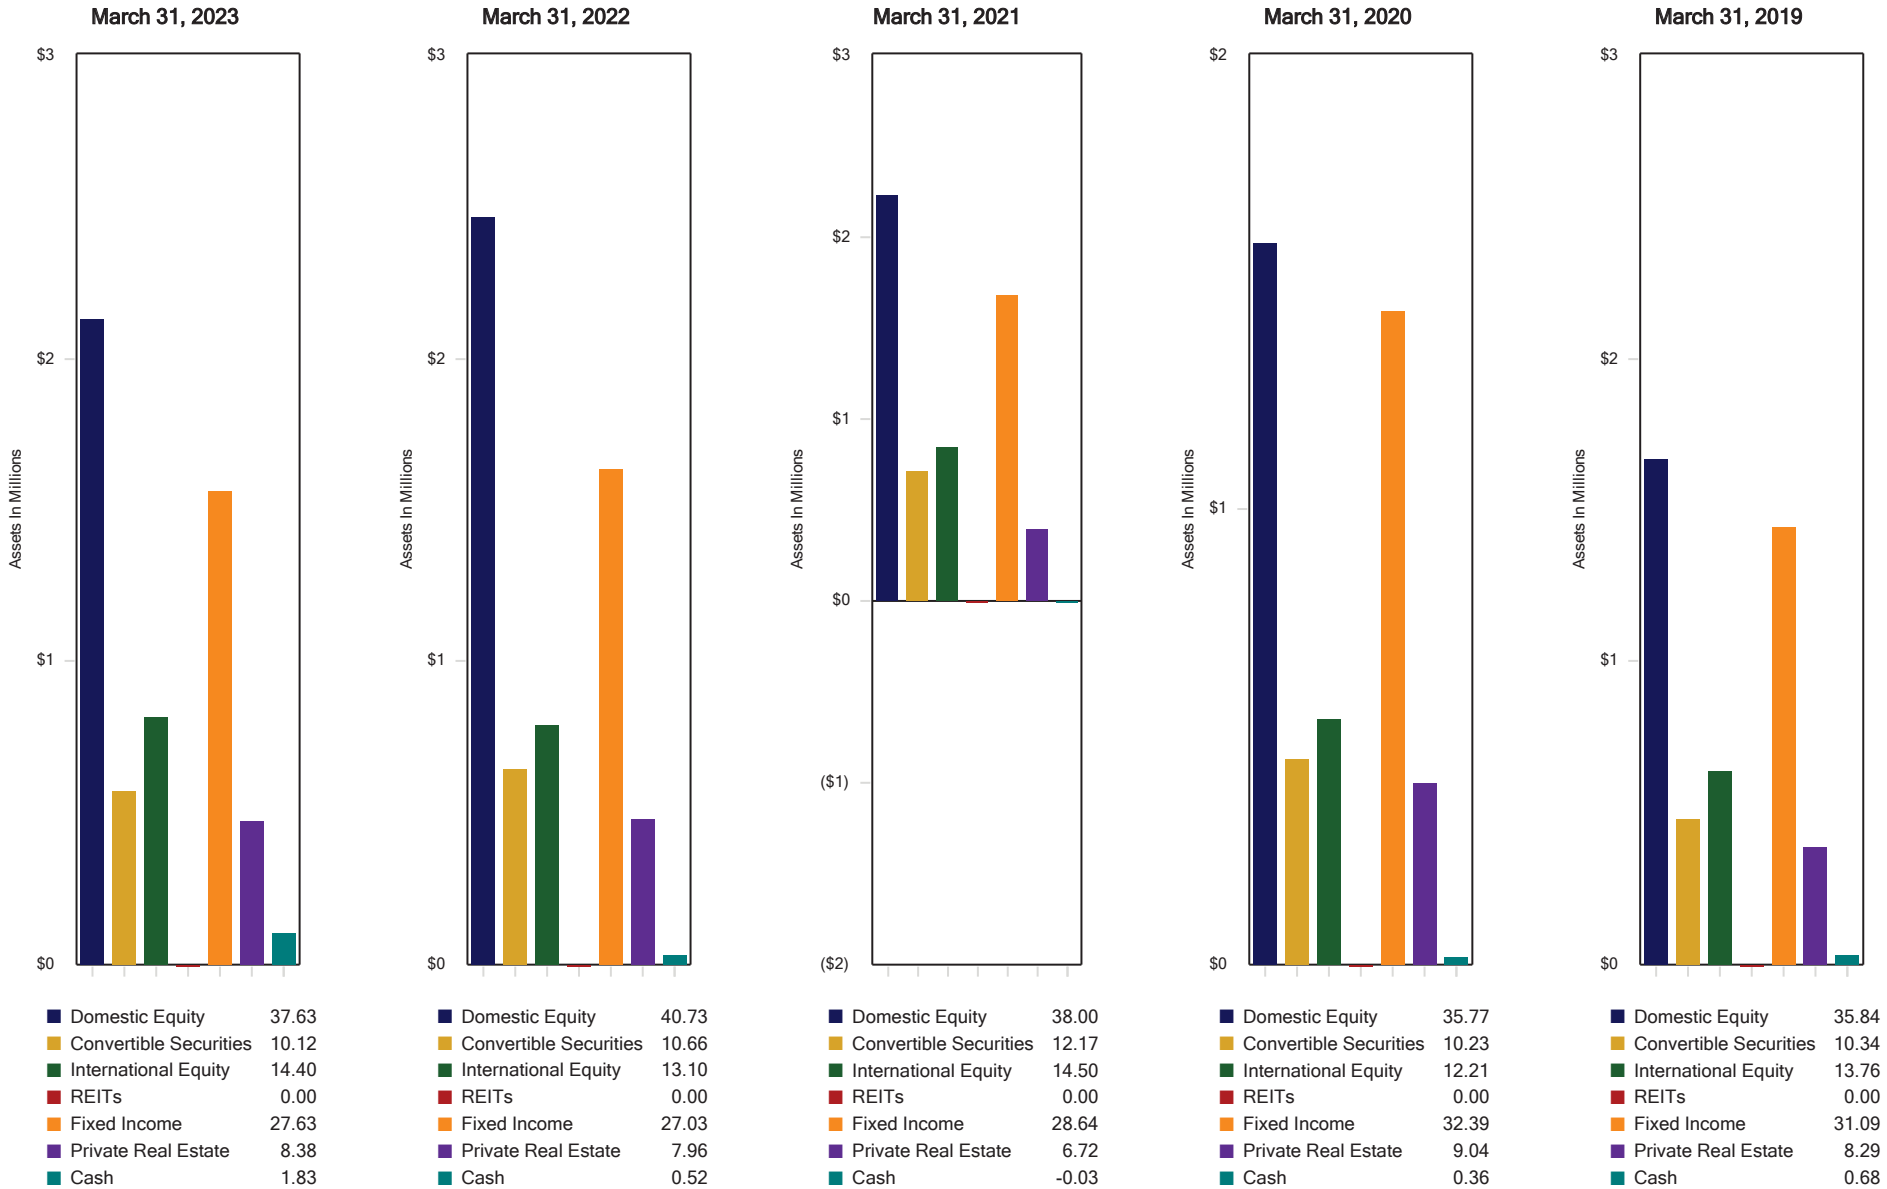 March 31, 2023
$3
$2
$1
$0
Assets In Millions
Domestic Equity 37.63
Convertible Securities 10.12
International Equity 14.40
REITs 0.00
Fixed Income 27.63
Private Real Estate 8.38
Cash 1.83
March 31, 2022
$3
$2
$1
$0
Assets In Millions
Domestic Equity 40.73
Convertible Securities 10.66
International Equity 13.10
REITs 0.00
Fixed Income 27.03
Private Real Estate 7.96
Cash 0.52
March 31, 2021
$3
$2
$1
$0
($1)
($2)
Assets In Millions
Domestic Equity 38.00
Convertible Securities 12.17
International Equity 14.50
REITs 0.00
Fixed Income 28.64
Private Real Estate 6.72
Cash -0.03
March 31, 2020
$2
$1
$0
Assets In Millions
Domestic Equity 35.77
Convertible Securities 10.23
International Equity 12.21
REITs 0.00
Fixed Income 32.39
Private Real Estate 9.04
Cash 0.36
March 31, 2019
$3
$2
$1
$0
Assets In Millions
Domestic Equity 35.84
Convertible Securities 10.34
International Equity 13.76
REITs 0.00
Fixed Income 31.09
Private Real Estate 8.29
Cash 0.68